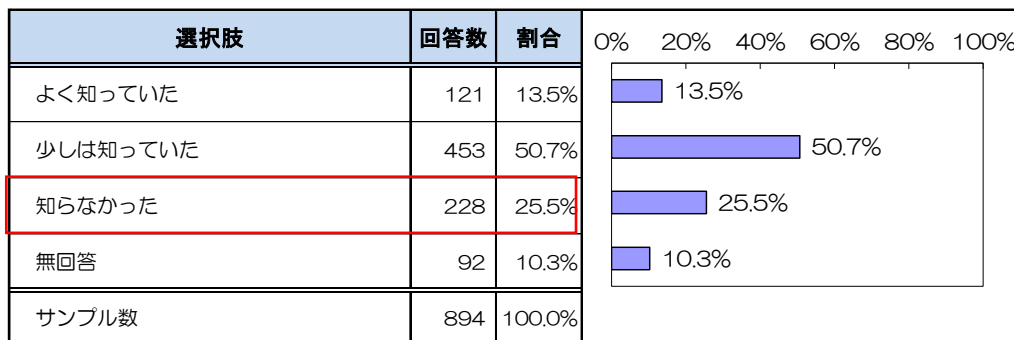 選択肢 回答数 割合
よく知っていた 121 13.5%
少しは知っていた 453 50.7%
知らなかった 228 25.5%
無回答 92 10.3%
サンプル数 894 100.0%
0% 20% 40% 60% 80% 100%
13.5%
50.7%
25.5%
10.3%